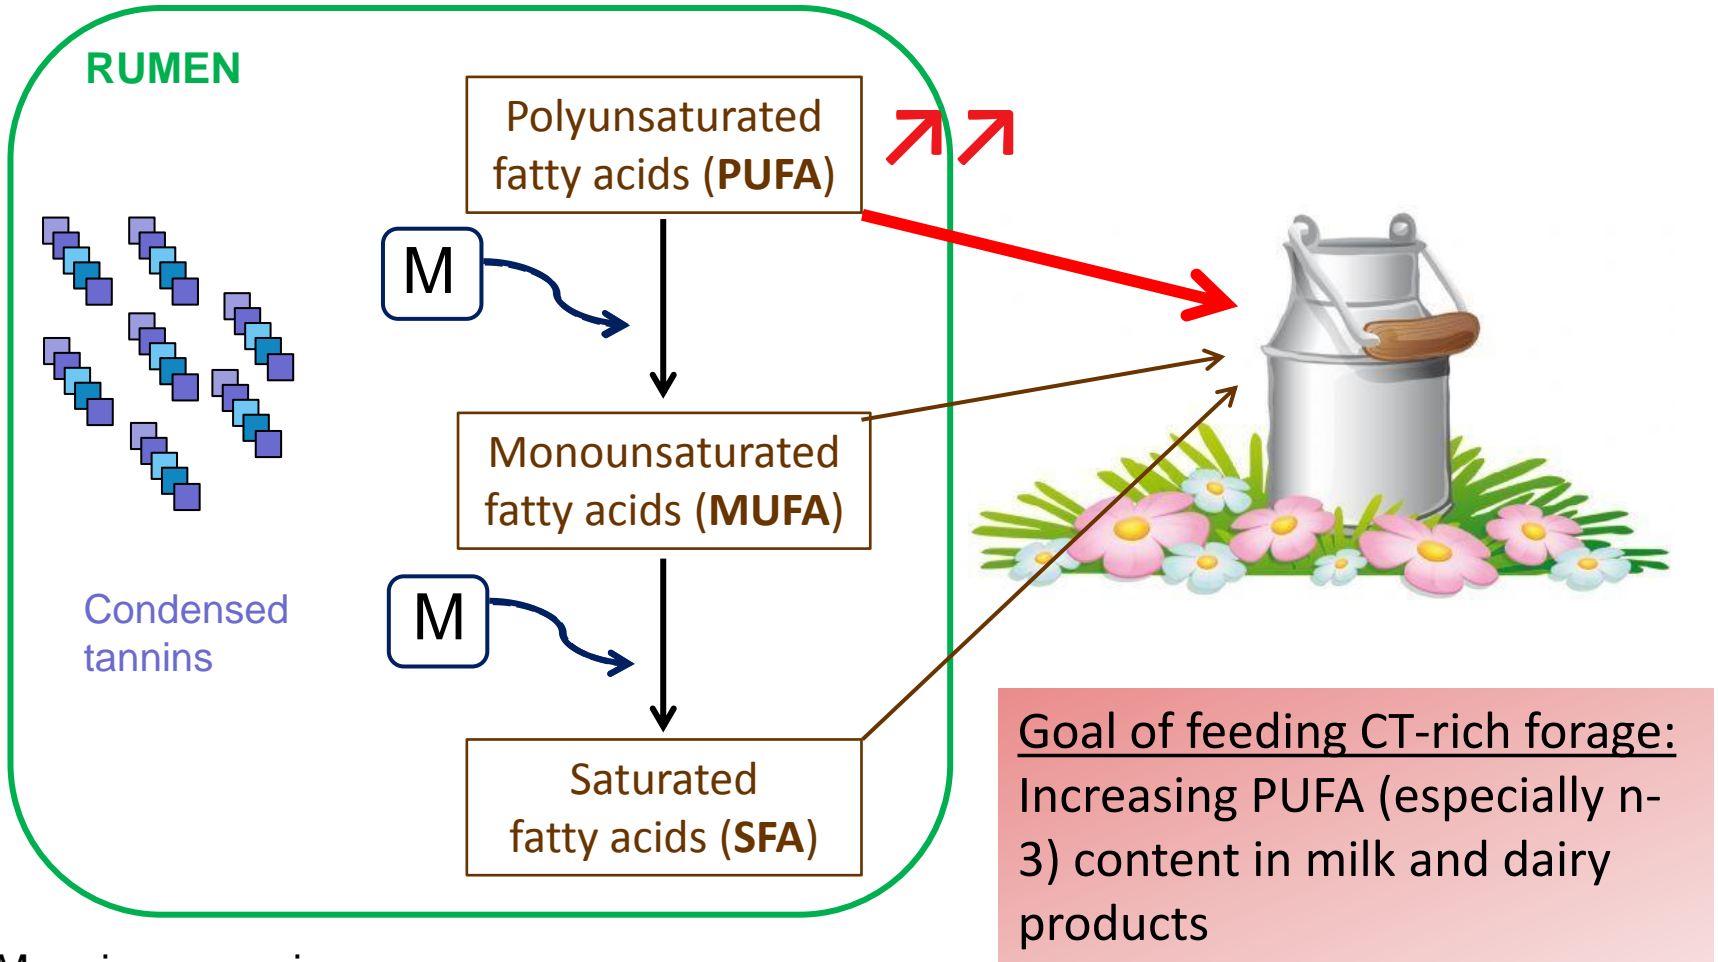 RUMEN
Polyunsaturated
fatty acids (PUFA)
M
Monounsaturated
fatty acids (MUFA)
Condensed
tannins
M
Saturated
fatty acids (SFA)
Goal of feeding CT-rich forage:
Increasing PUFA (especially n-
3) content in milk and dairy
products